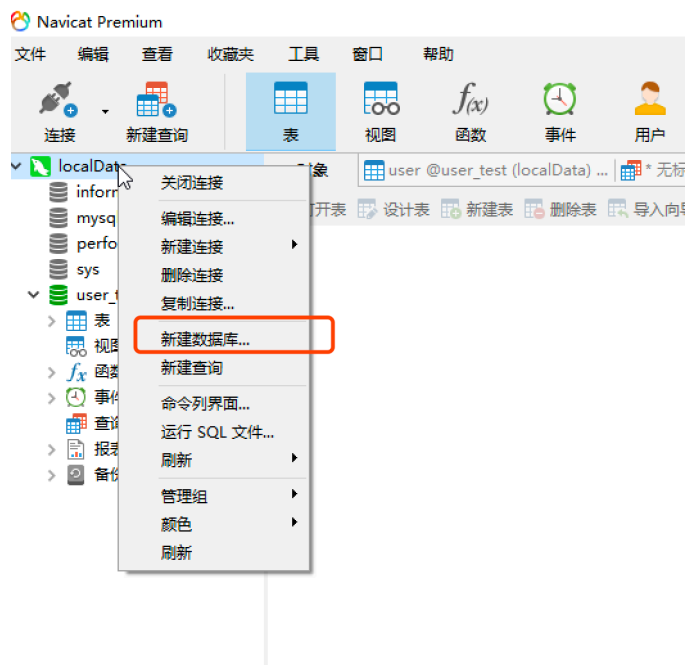 Navicat Premium
文件 编辑 查看 收藏夹 工具 窗口 帮助
连接 新建查询 表 f(x) 视图 函数 事件 用户
localData
对象 user @user_test (localData) ... * 无标
打开表 设计表 新建表 删除表 导入向导
inform
mysq
perfo
sys
user_t
表
视图
fx 函数
事件
查询
报表
备份
关闭连接
编辑连接...
新建连接
删除连接
复制连接...
新建数据库...
新建查询
命令列界面...
运行 SQL 文件...
刷新
管理组
颜色
刷新